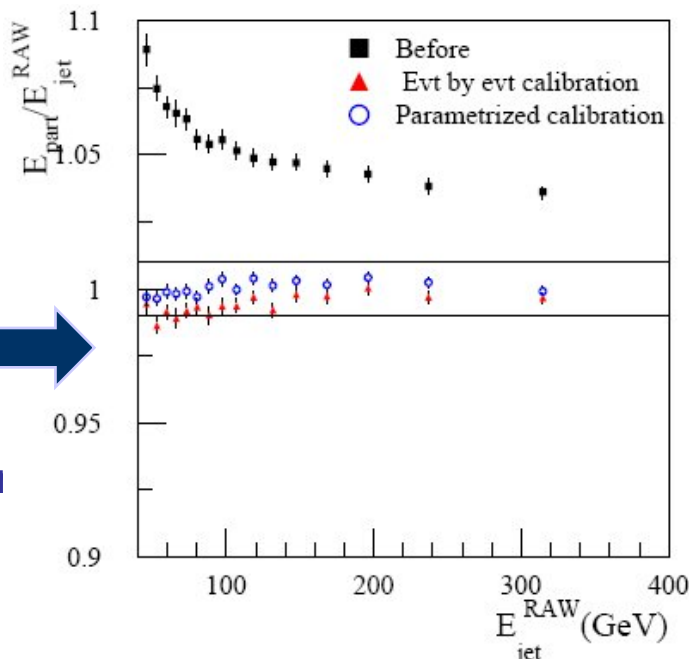 1.1
1.05
1
0.95
0.9
E_part/E_jet^RAW
Before
Evt by evt calibration
Parametrized calibration
100
200
300
400
E_jet^RAW(GeV)